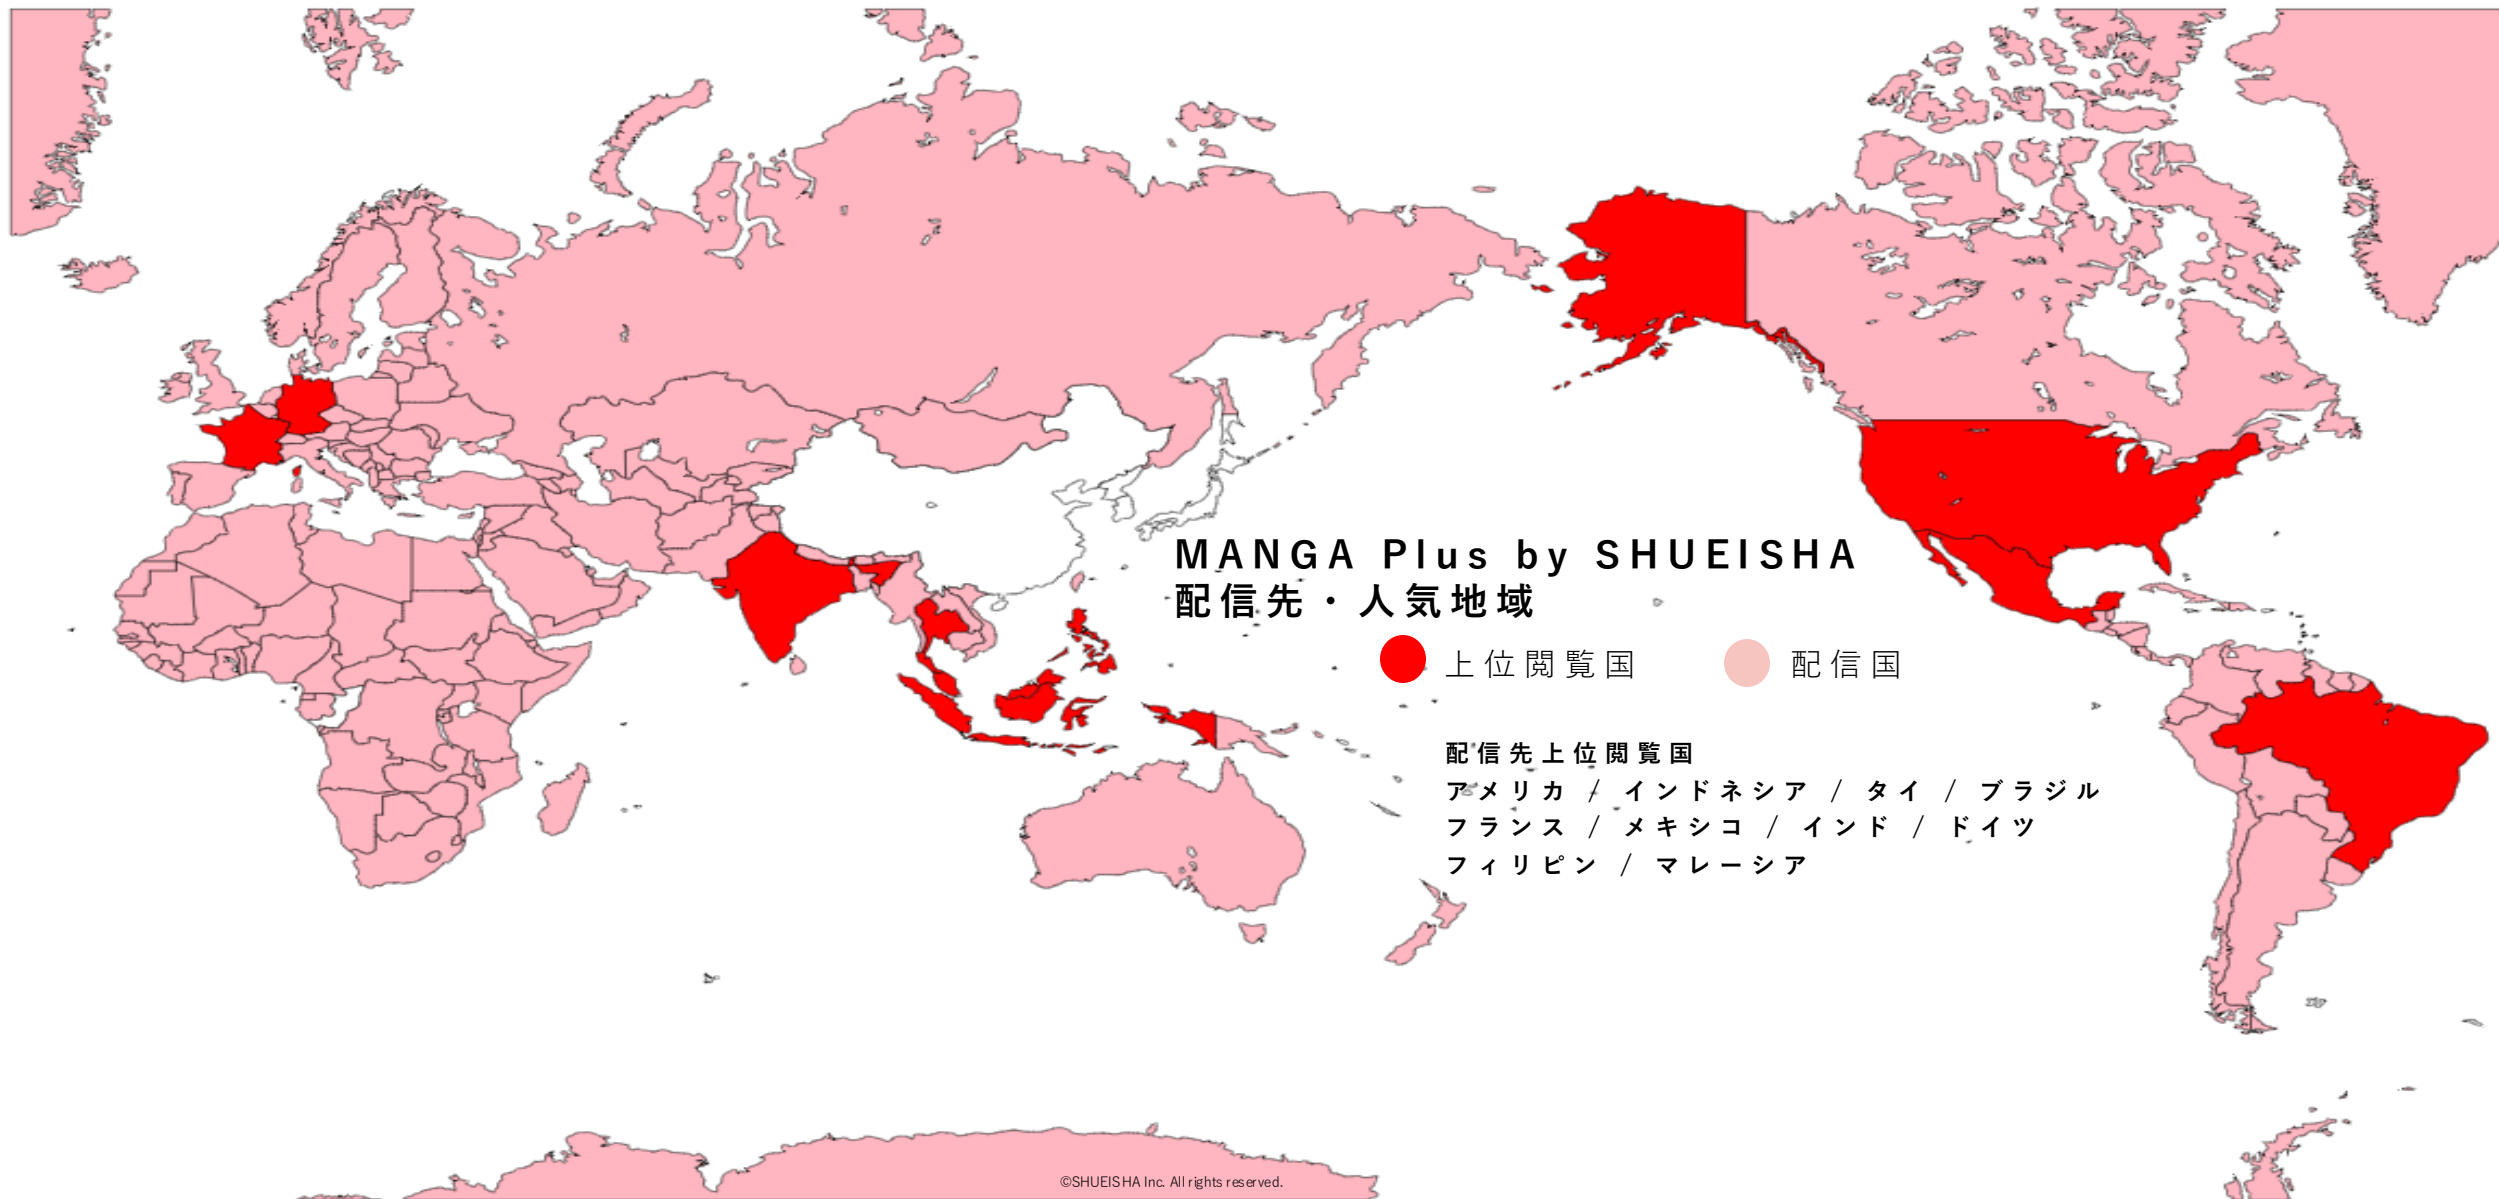 MANGA Plus by SHUEISHA
配信先・人気地域
上位閲覧国
配信国
配信先上位閲覧国
アメリカ / インドネシア / タイ / ブラジル
フランス / メキシコ / インド / ドイツ
フィリピン / マレーシア
©SHUEISHA Inc. All rights reserved.